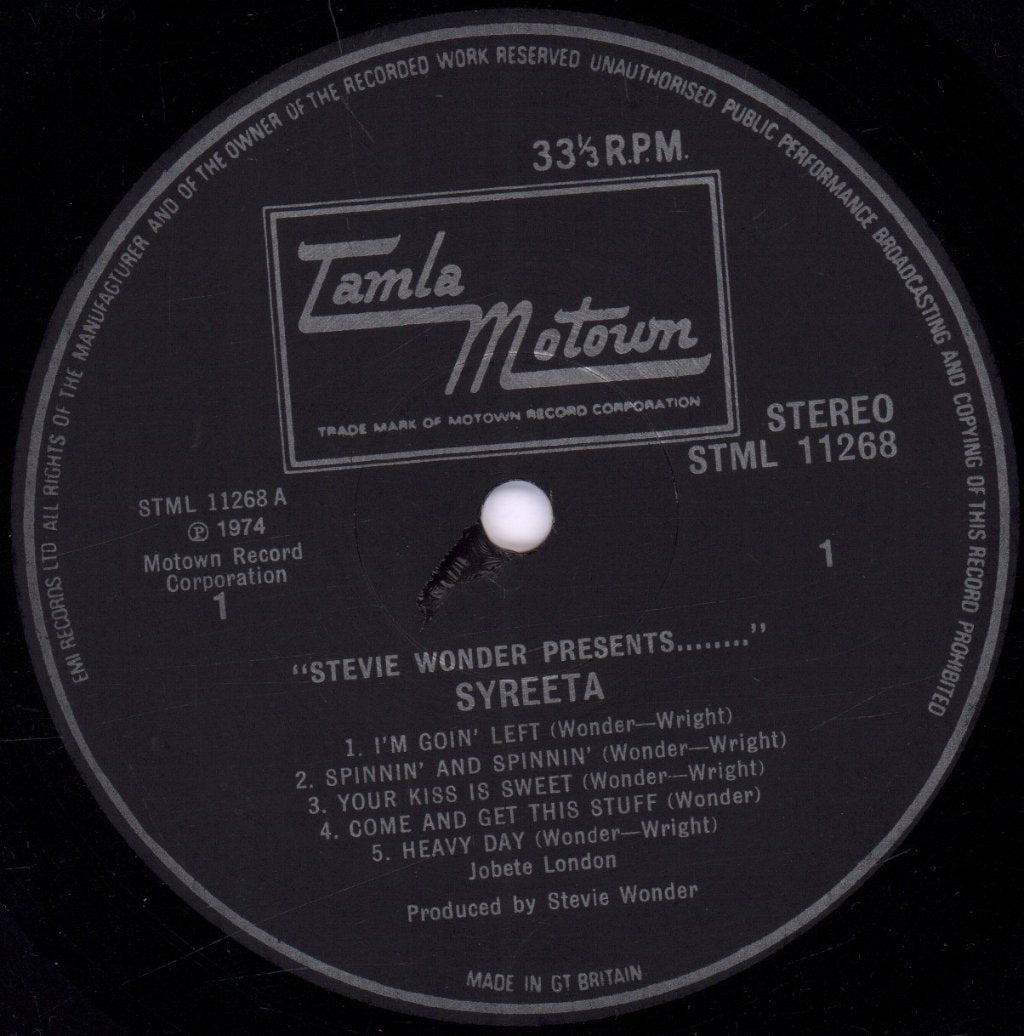 EMI RECORDS LTD ALL RIGHTS OF THE MANUFACTURER AND OF THE OWNER OF THE RECORDED WORK RESERVED UNAUTHORISED PUBLIC PERFORMANCE BROADCASTING AND COPYING OF THIS RECORD PROHIBITED
33⅓ R.P.M.
Tamla
Motown
TRADE MARK OF MOTOWN RECORD CORPORATION
STEREO
STML 11268
STML 11268 A
℗ 1974
Motown Record
Corporation
1
1
“STEVIE WONDER PRESENTS........”
SYREETA
1. I'M GOIN' LEFT (Wonder—Wright)
2. SPINNIN' AND SPINNIN' (Wonder—Wright)
3. YOUR KISS IS SWEET (Wonder—Wright)
4. COME AND GET THIS STUFF (Wonder)
5. HEAVY DAY (Wonder—Wright)
Jobete London
Produced by Stevie Wonder
MADE IN GT BRITAIN